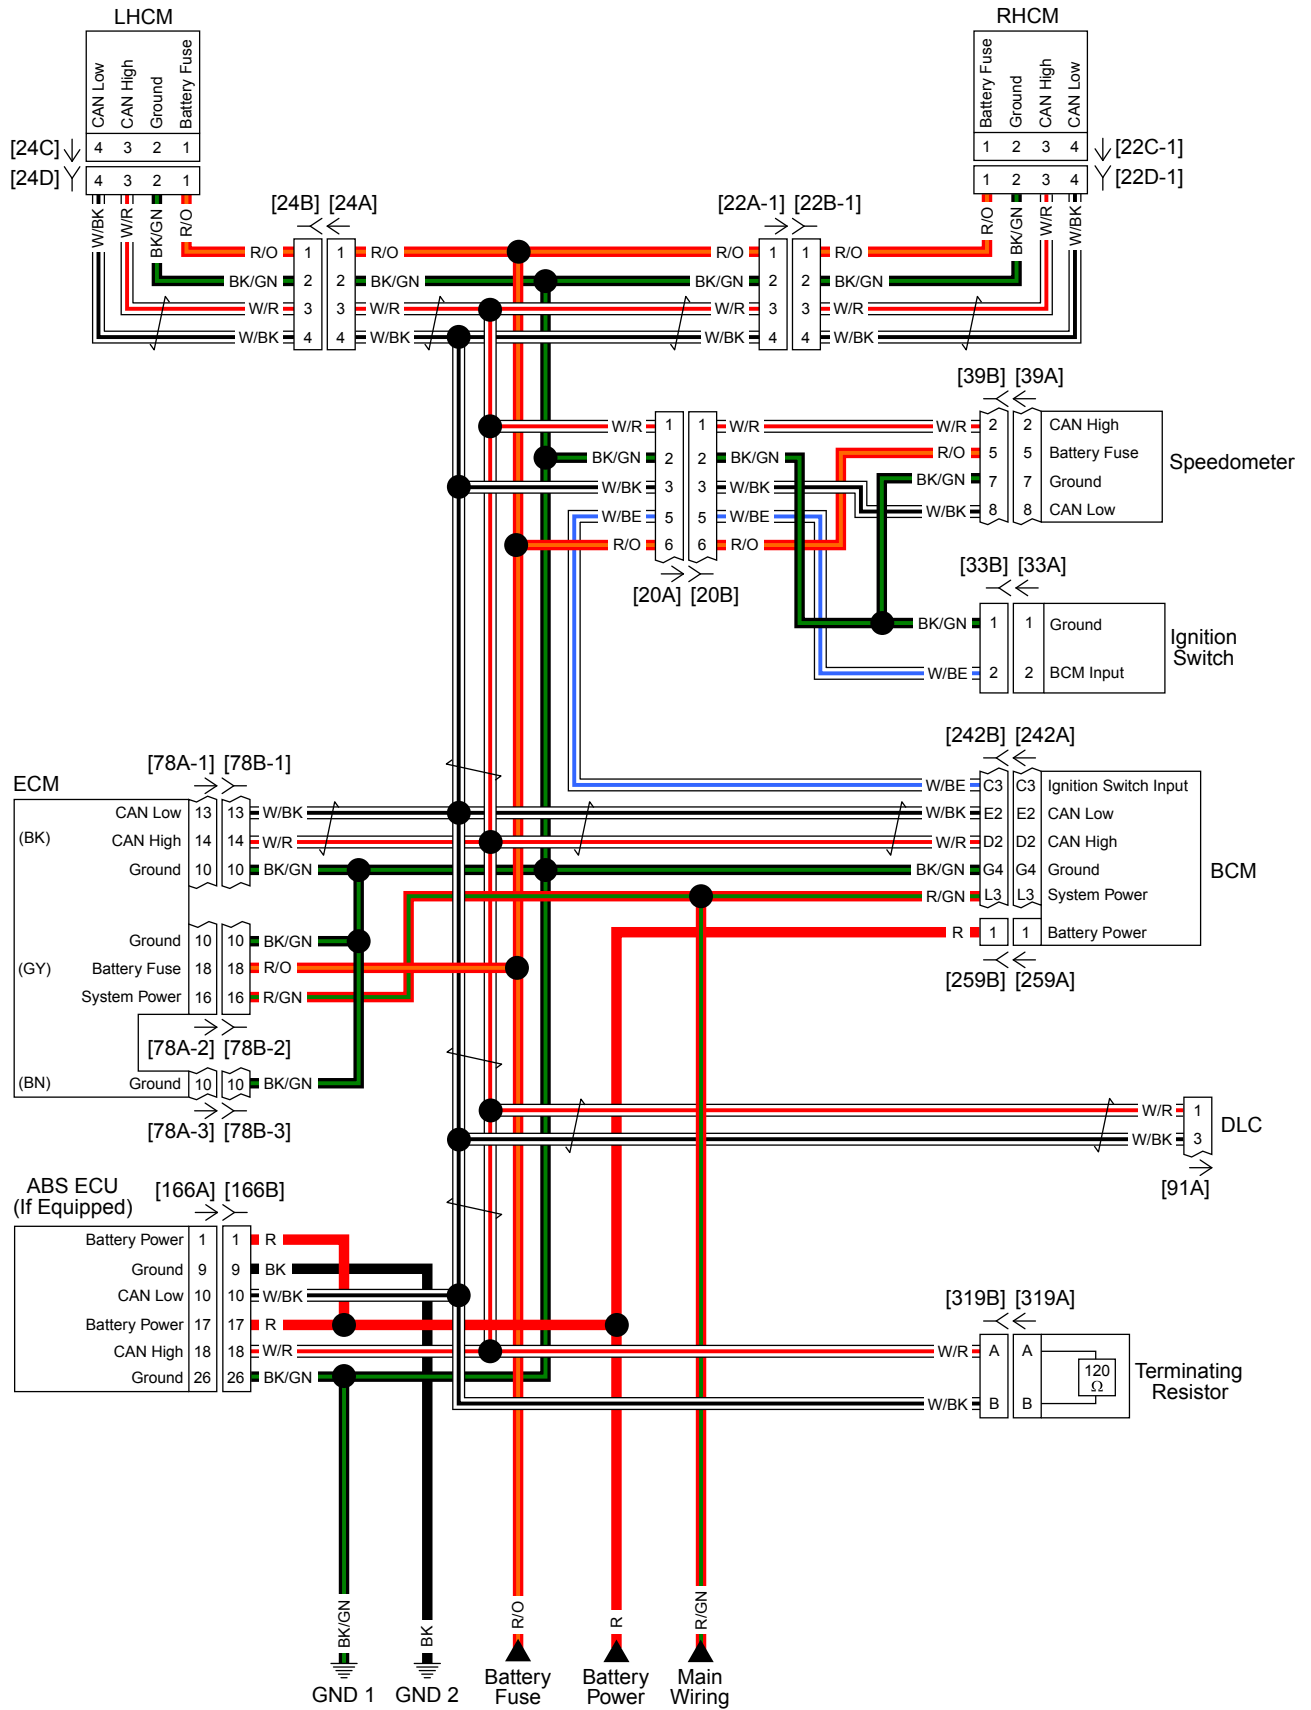 LHCM
RHCM
CAN Low
CAN High
Ground
Battery Fuse
Battery Fuse
Ground
CAN High
CAN Low
[24C] 4 3 2 1
1 2 3 4 [22C-1]
[24D] 4 3 2 1
1 2 3 4 [22D-1]
W/BK W/R BK/GN R/O
R/O BK/GN W/R W/BK
[24B] [24A]
[22A-1] [22B-1]
R/O 1 1 R/O R/O 1 1 R/O
BK/GN 2 2 BK/GN BK/GN 2 2 BK/GN
W/R 3 3 W/R W/R 3 3 W/R
W/BK 4 4 W/BK W/BK 4 4 W/BK
[39B] [39A]
W/R 1 1 W/R W/R 2 2 CAN High
BK/GN 2 2 BK/GN R/O 5 5 Battery Fuse
Speedometer
W/BK 3 3 W/BK BK/GN 7 7 Ground
W/BE 5 5 W/BE W/BK 8 8 CAN Low
R/O 6 6 R/O
[20A] [20B]
[33B] [33A]
BK/GN 1 1 Ground
Ignition
Switch
W/BE 2 2 BCM Input
[242B] [242A]
W/BE C3 C3 Ignition Switch Input
W/BK E2 E2 CAN Low
W/R D2 D2 CAN High
BK/GN G4 G4 Ground
BCM
R/GN L3 L3 System Power
R 1 1 Battery Power
[259B] [259A]
ECM
[78A-1] [78B-1]
CAN Low 13 13 W/BK
(BK)
CAN High 14 14 W/R
Ground 10 10 BK/GN
Ground 10 10 BK/GN
(GY)
Battery Fuse 18 18 R/O
System Power 16 16 R/GN
[78A-2] [78B-2]
(BN)
Ground 10 10 BK/GN
[78A-3] [78B-3]
W/R 1
DLC
W/BK 3
[91A]
ABS ECU
(If Equipped)
[166A] [166B]
Battery Power 1 1 R
Ground 9 9 BK
CAN Low 10 10 W/BK
Battery Power 17 17 R
CAN High 18 18 W/R
Ground 26 26 BK/GN
[319B] [319A]
W/R A A
120
Ω
Terminating
Resistor
W/BK B B
BK/GN
BK
R/O
R
R/GN
GND 1
GND 2
Battery
Fuse
Battery
Power
Main
Wiring